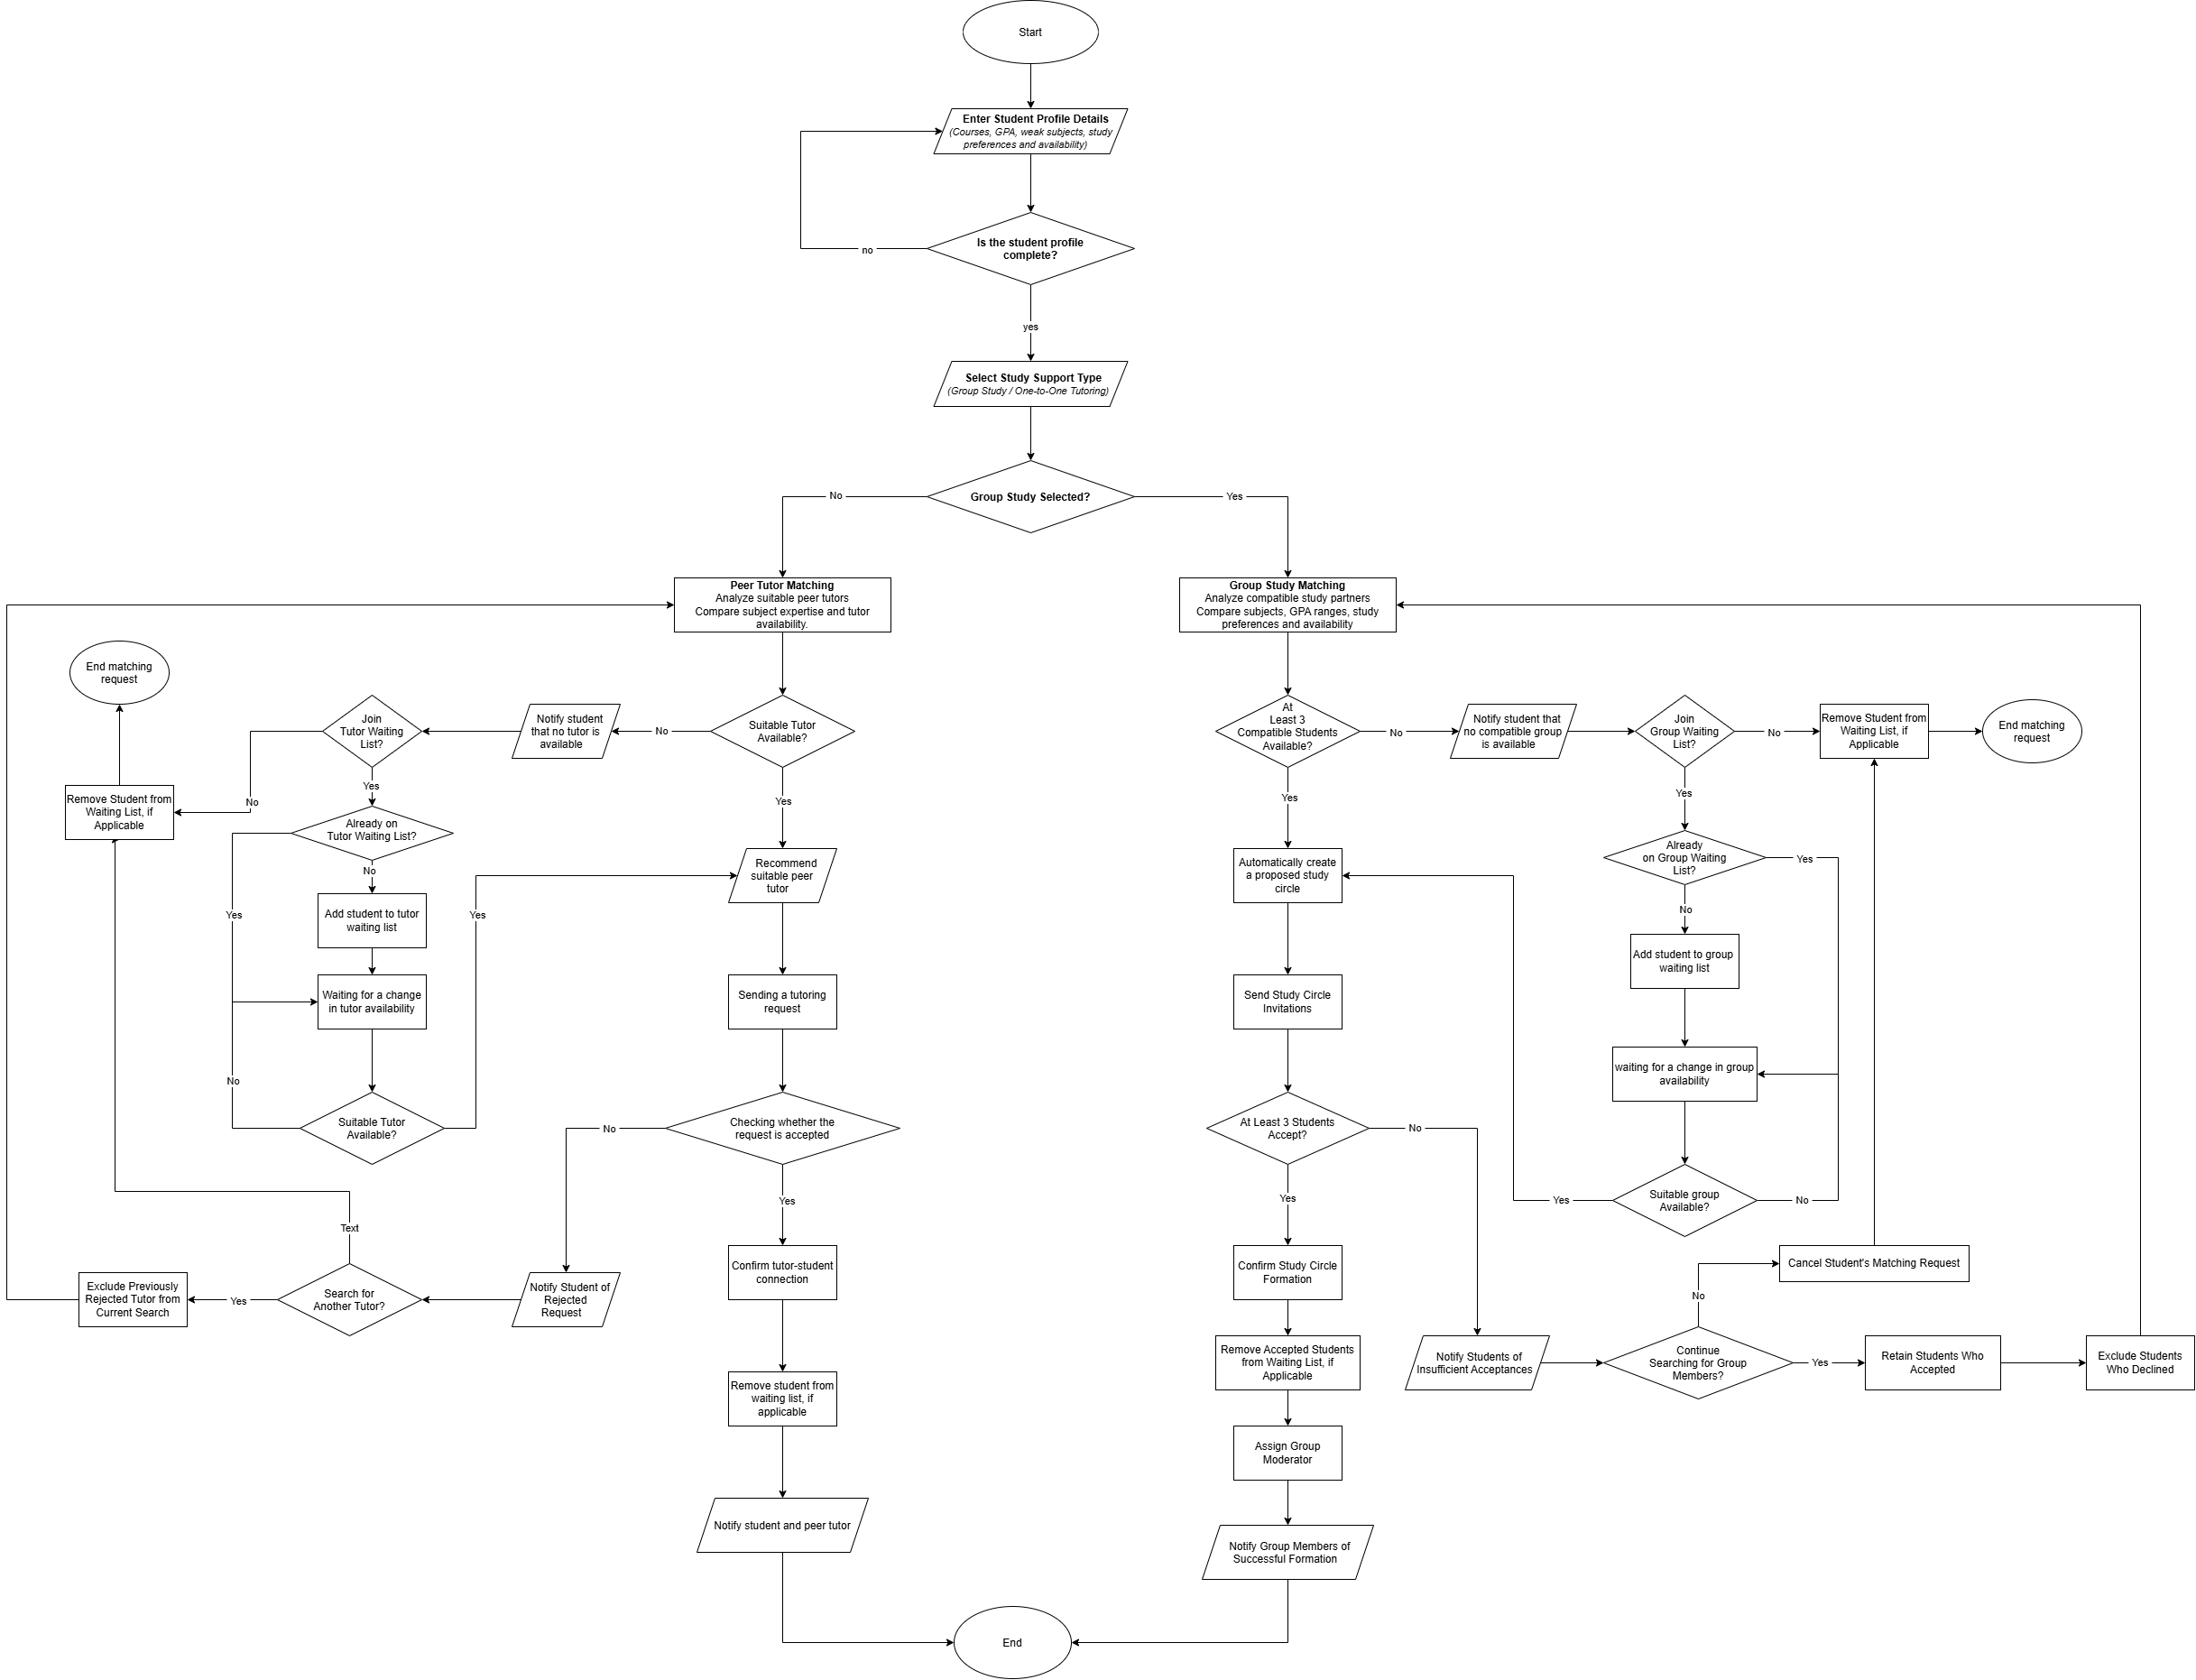 Start
Enter Student Profile Details
(Courses, GPA, weak subjects, study
preferences and availability)
Is the student profile
complete?
no
yes
Select Study Support Type
(Group Study / One-to-One Tutoring)
Group Study Selected?
No
Yes
Peer Tutor Matching
Analyze suitable peer tutors
Compare subject expertise and tutor
availability.
Group Study Matching
Analyze compatible study partners
Compare subjects, GPA ranges, study
preferences and availability
End matching
request
Join
Tutor Waiting
List?
Notify student
that no tutor is
available
No
Suitable Tutor
Available?
Yes
No
Remove Student from
Waiting List, if
Applicable
Yes
Already on
Tutor Waiting List?
No
Add student to tutor
waiting list
Yes
Waiting for a change
in tutor availability
No
Suitable Tutor
Available?
Yes
Recommend
suitable peer
tutor
Sending a tutoring
request
Checking whether the
request is accepted
No
Yes
Text
Search for
Another Tutor?
Yes
Exclude Previously
Rejected Tutor from
Current Search
Notify Student of
Rejected
Request
Confirm tutor-student
connection
Remove student from
waiting list, if
applicable
Notify student and peer tutor
At
Least 3
Compatible Students
Available?
No
Notify student that
no compatible group
is available
Join
Group Waiting
List?
No
Remove Student from
Waiting List, if
Applicable
End matching
request
Yes
Yes
Automatically create
a proposed study
circle
Already
on Group Waiting
List?
Yes
No
Add student to group
waiting list
Send Study Circle
Invitations
waiting for a change in group
availability
At Least 3 Students
Accept?
No
Yes
Suitable group
Available?
Yes
No
Confirm Study Circle
Formation
Cancel Student's Matching Request
No
Remove Accepted Students
from Waiting List, if
Applicable
Notify Students of
Insufficient Acceptances
Continue
Searching for Group
Members?
Yes
Retain Students Who
Accepted
Exclude Students
Who Declined
Assign Group
Moderator
Notify Group Members of
Successful Formation
End